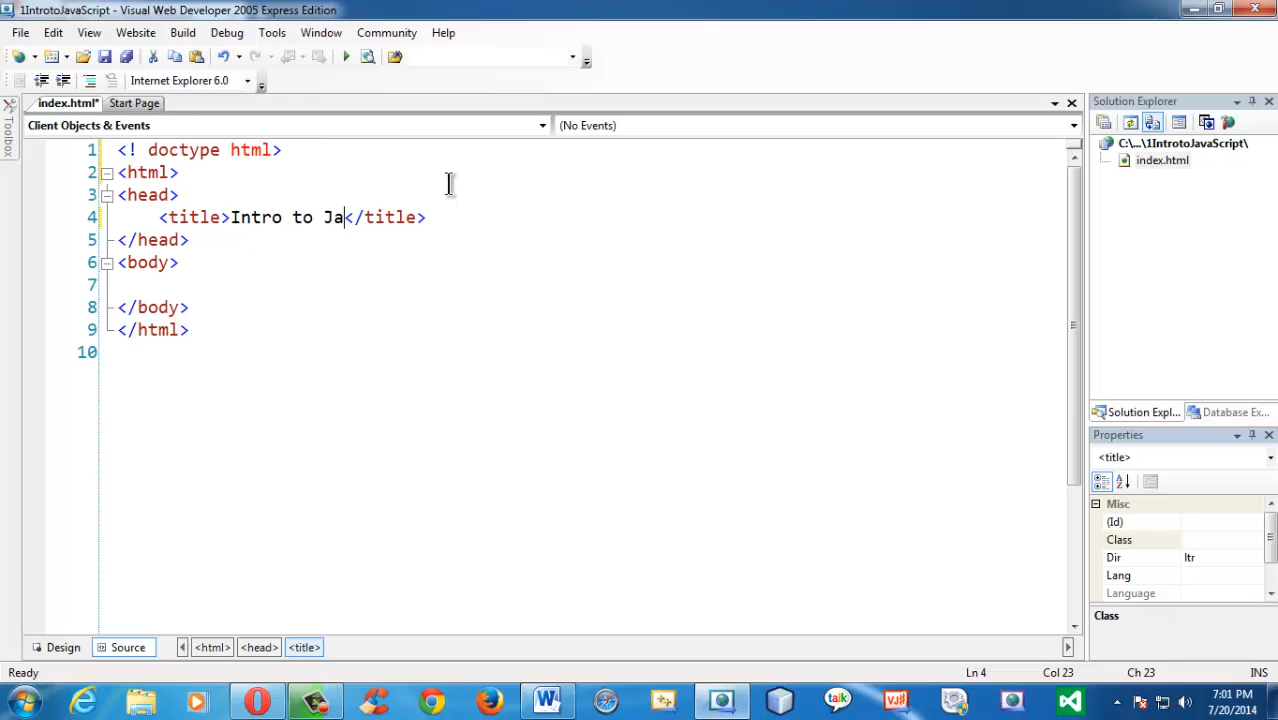 1IntrotoJavaScript - Visual Web Developer 2005 Express Edition
File Edit View Website Build Debug Tools Window Community Help
Internet Explorer 6.0
index.html* Start Page
Client Objects & Events (No Events)
1 <! doctype html>
2 <html>
3 <head>
4 <title>Intro to Ja</title>
5 </head>
6 <body>
7
8 </body>
9 </html>
10
Toolbox
Solution Explorer
C:\...\1IntrotoJavaScript\
index.html
Solution Expl... Database Ex...
Properties
<title>
Misc
(Id)
Class
Dir ltr
Lang
Language
Class
Design Source <html> <head> <title>
Ready Ln 4 Col 23 Ch 23 INS
talk
7:01 PM
7/20/2014